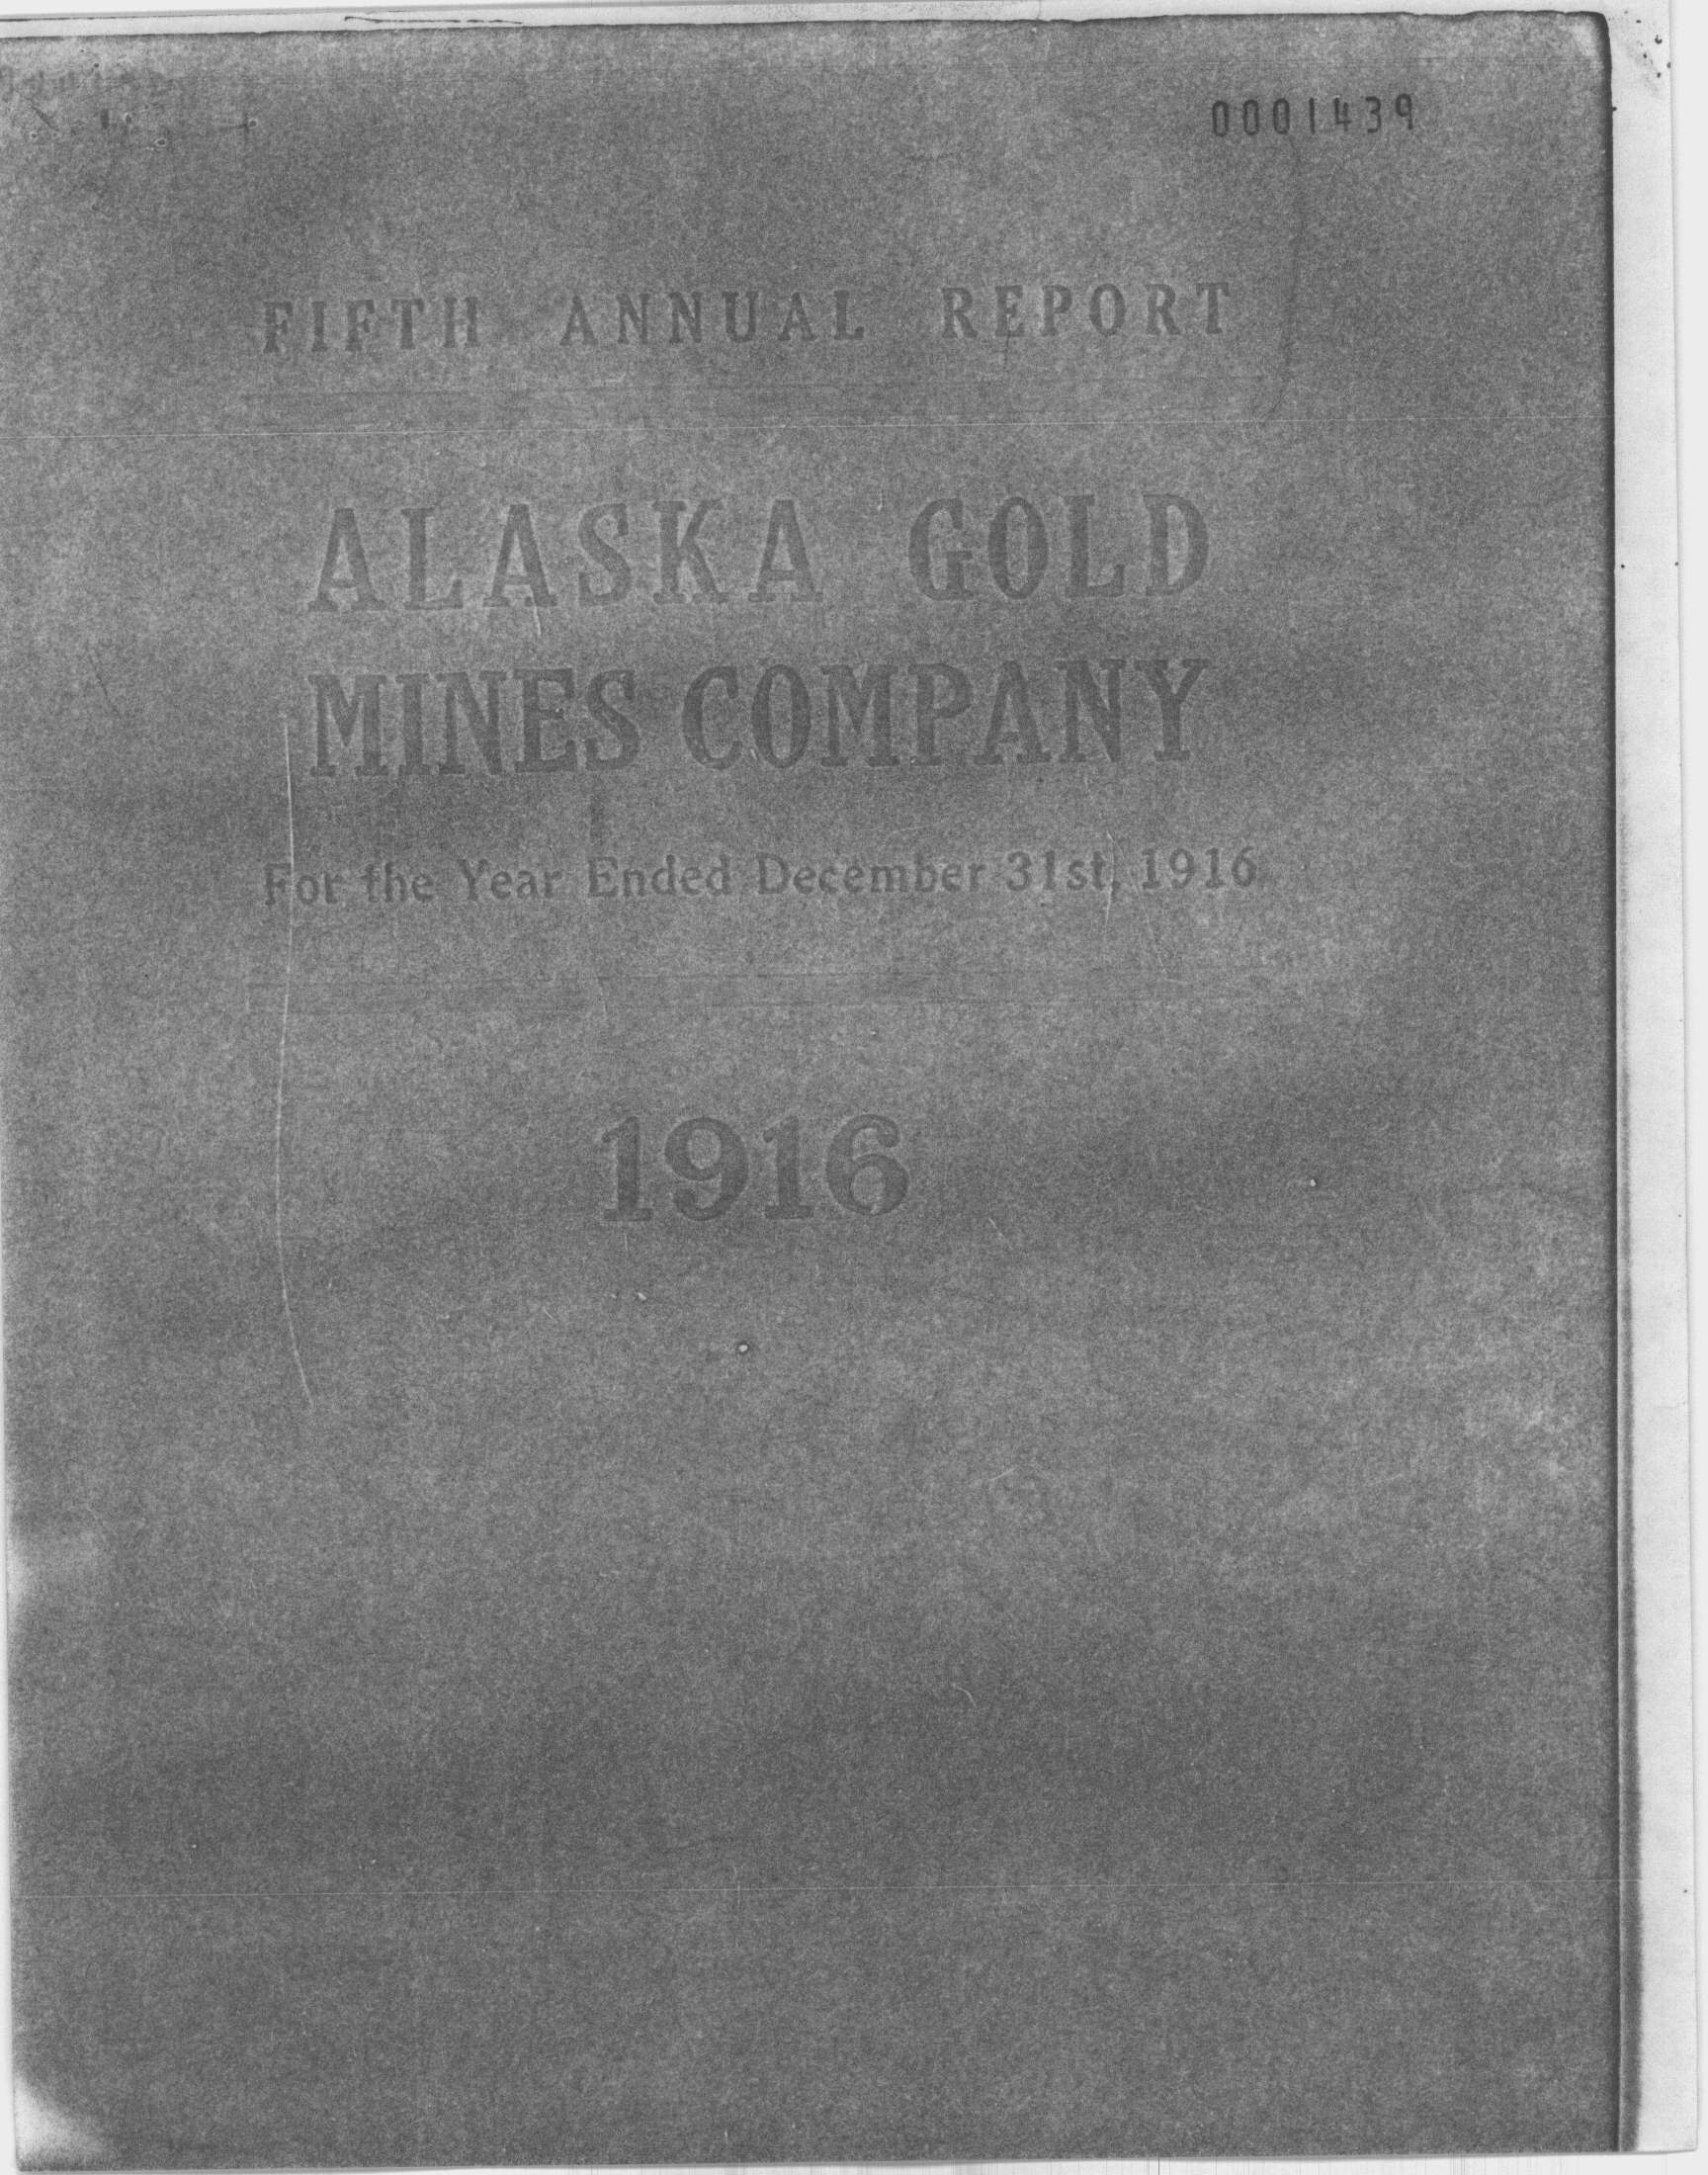 0001439
FIFTH ANNUAL REPORT
ALASKA GOLD
MINES COMPANY
For the Year Ended December 31st, 1916
1916